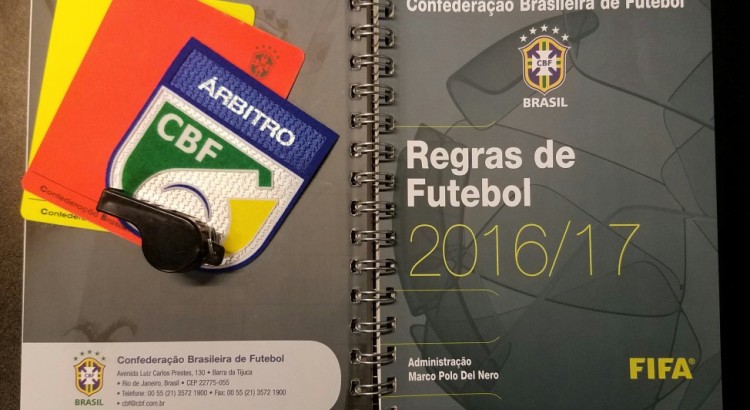 ÁRBITRO
CBF
Confederação
Confede
Confederação Brasileira de Futebol
Avenida Luiz Carlos Prestes, 130 • Barra da Tijuca
• Rio de Janeiro, Brasil • CEP 22775-055
• Telefone: 00 55 (21) 3572 1900 • Fax: 00 55 (21) 3572 1900
• cbf@cbf.com.br
CBF
BRASIL
Confederação Brasileira de Futebol
CBF
BRASIL
Regras de
Futebol
2016/17
Administração
Marco Polo Del Nero
FIFA®